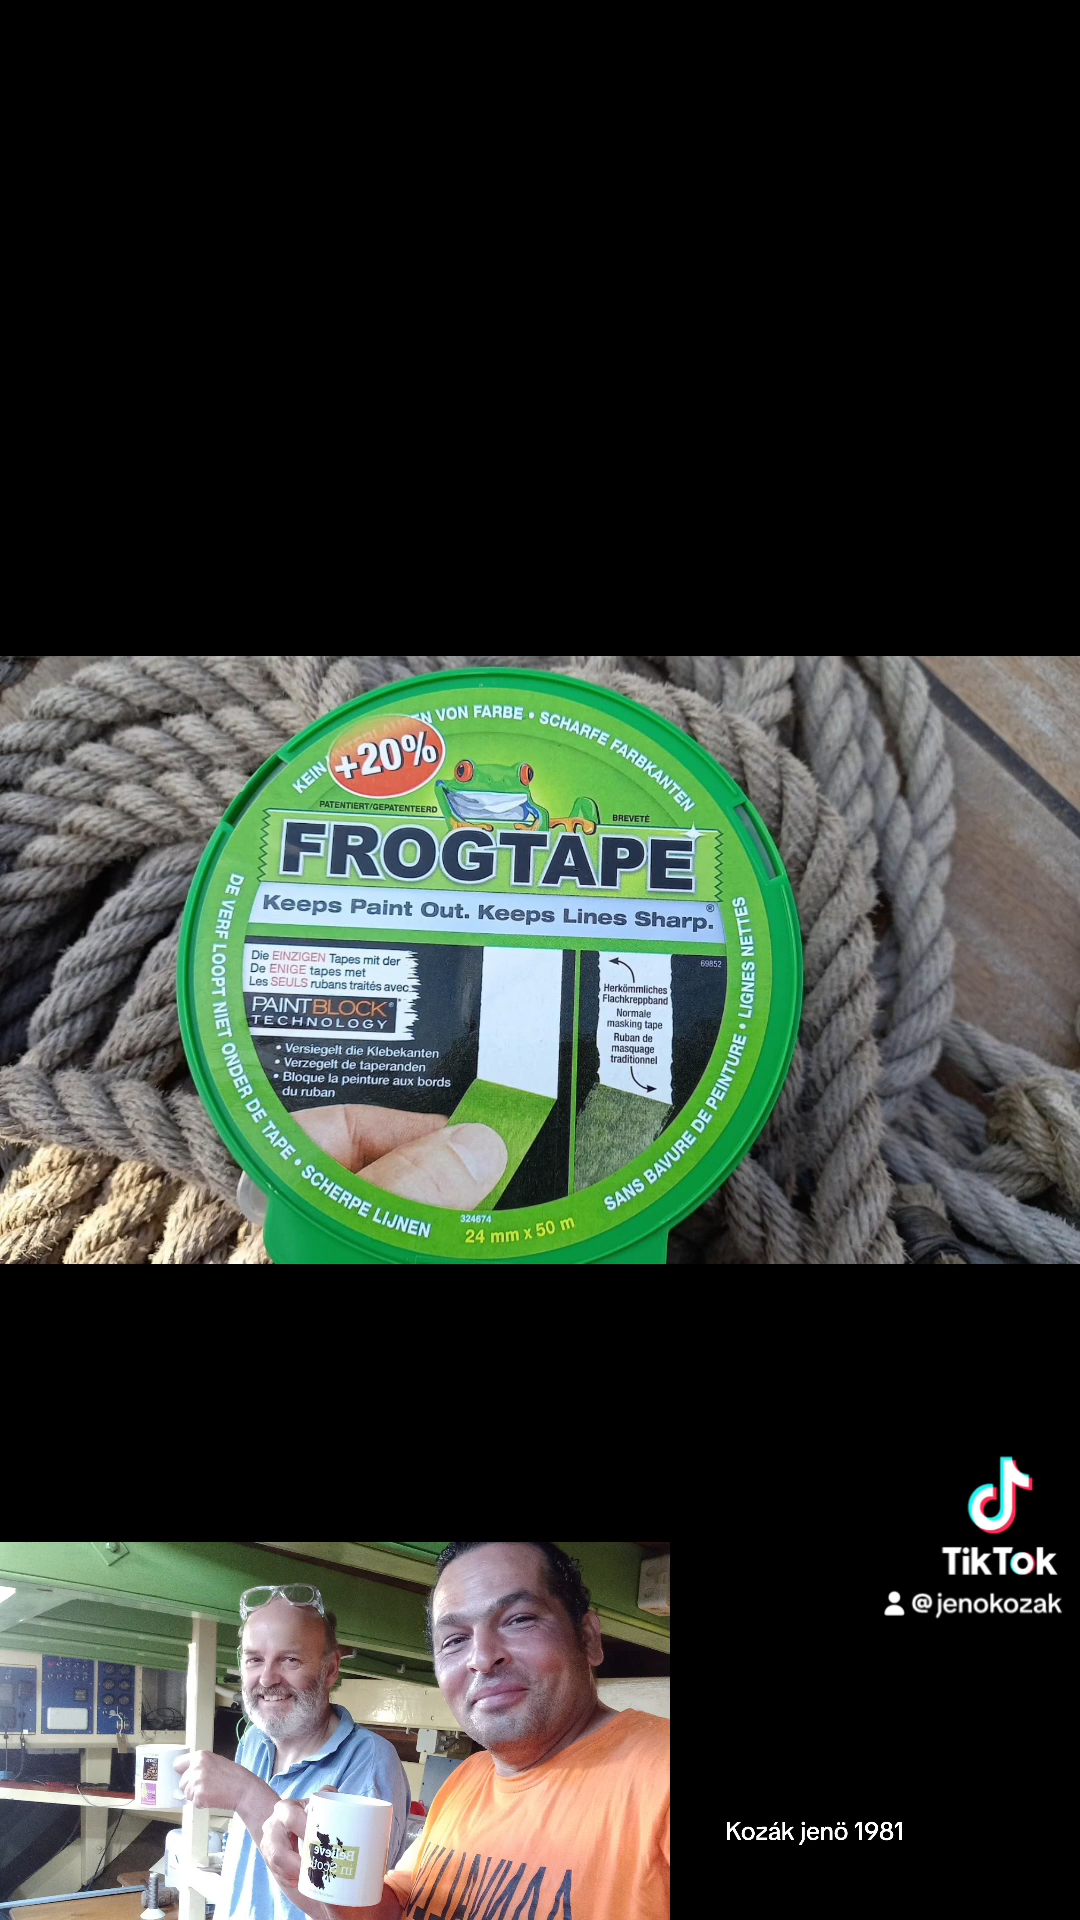 KEIN
+20%
EN VON FARBE • SCHARFE FARBKANTEN
PATENTIERT/GEPATENTEERD
BREVETÉ
FROGTAPE
Keeps Paint Out. Keeps Lines Sharp.®
69852
Die EINZIGEN Tapes mit der
De ENIGE tapes met
Les SEULS rubans traités avec
PAINTBLOCK®
TECHNOLOGY
• Versiegelt die Klebekanten
• Verzegelt de taperanden
• Bloque la peinture aux bords
du ruban
Herkömmliches
Flachkreppband
Normale
masking tape
Ruban de
masquage
traditionnel
DE VERF LOOPT NIET ONDER DE TAPE • SCHERPE LIJNEN
SANS BAVURE DE PEINTURE • LIGNES NETTES
324674
24 mm x 50 m
TikTok
@jenokozak
Believe
in Scot
Kozák jenö 1981